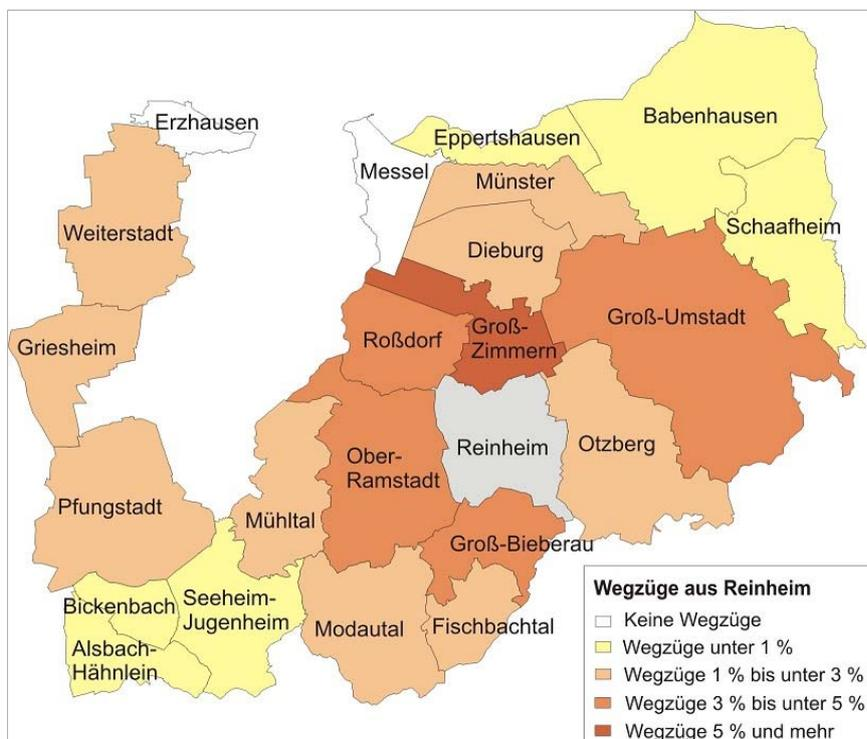 Erzhausen
Babenhausen
Eppertshausen
Messel
Münster
Weiterstadt
Schaafheim
Dieburg
Griesheim
Roßdorf
Groß-
Zimmern
Groß-Umstadt
Reinheim
Otzberg
Ober-
Ramstadt
Pfungstadt
Mühltal
Groß-Bieberau
Bickenbach
Seeheim-
Jugenheim
Alsbach-
Hähnlein
Modautal
Fischbachtal
Wegzüge aus Reinheim
Keine Wegzüge
Wegzüge unter 1 %
Wegzüge 1 % bis unter 3 %
Wegzüge 3 % bis unter 5 %
Wegzüge 5 % und mehr